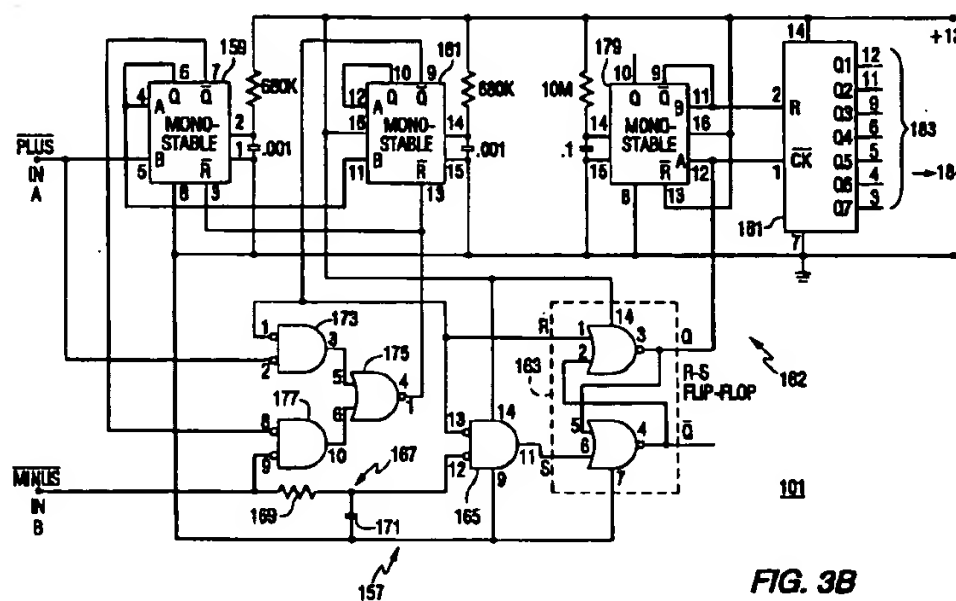 14
+12
6
7
159
Q
Q̅
4
A
MONO-
STABLE
2
1
B
5
R̅
8
3
680K
.001
PLUS
IN
A
10
9
161
12
A
Q
Q̅
16
MONO-
STABLE
14
B
11
R̅
15
13
680K
.001
10M
.1
179
10
9
Q
Q̅
B
11
14
MONO-
STABLE
16
A
12
15
R̅
8
13
2
R
1
C̅K̅
Q1
12
Q2
11
Q3
9
Q4
6
Q5
5
Q6
4
Q7
3
183
181
7
1
2
173
3
175
5
6
4
1
177
8
9
10
MINUS
IN
B
169
167
171
157
13
12
14
11
9
165
S
R
1
2
14
3
Q
163
R-S
FLIP-FLOP
162
5
6
4
Q̅
7
101
FIG. 3B